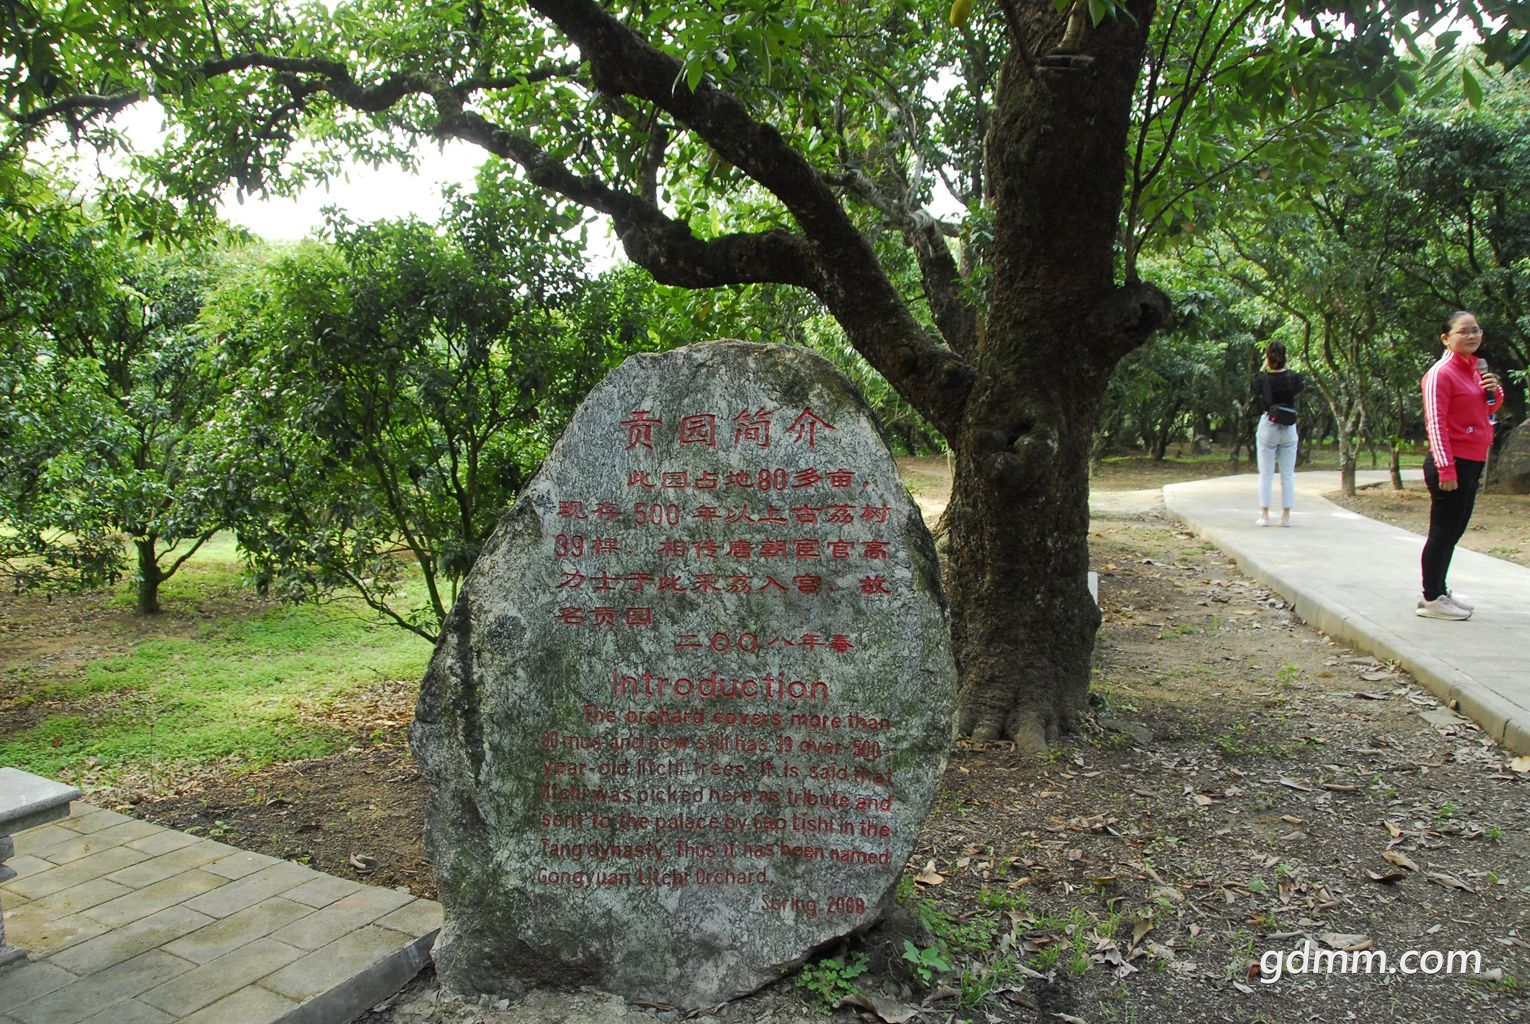 贡园简介
此园占地80多亩，
现存500年以上古荔树
39棵。相传唐朝宦官高
力士于此采荔入宫，故
名贡园
二〇〇八年春
Introduction
The orchard covers more than
80 mus and now still has 39 over-500-
year-old litchi trees. It is said that
litchi was picked here as tribute and
sent to the palace by Gao Lishi in the
Tang dynasty. Thus it has been named
Gongyuan Litchi Orchard.
Spring. 2008
gdmm.com